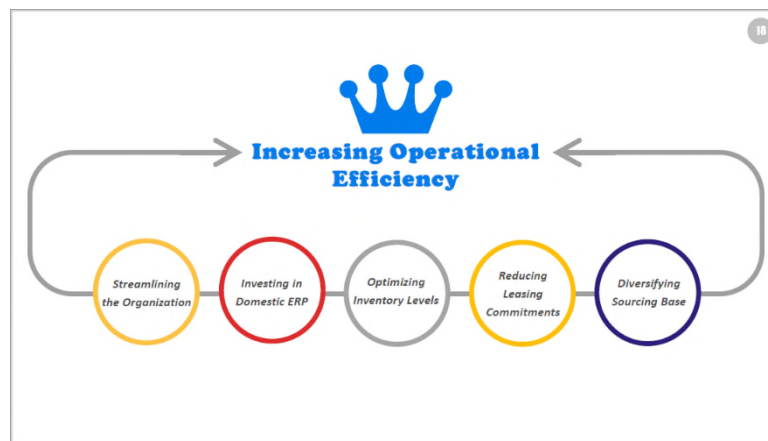 18
Increasing Operational
Efficiency
Streamlining
the Organization
Investing in
Domestic ERP
Optimizing
Inventory Levels
Reducing
Leasing
Commitments
Diversifying
Sourcing Base